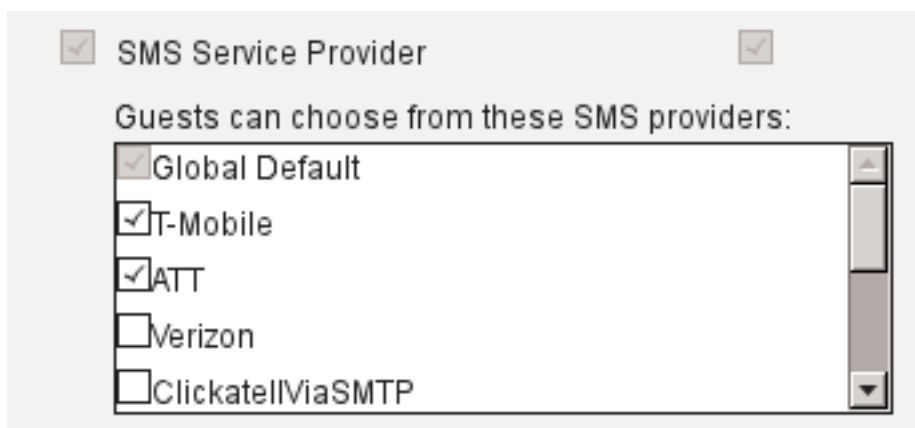 SMS Service Provider
Guests can choose from these SMS providers:
Global Default
T-Mobile
ATT
Verizon
ClickatellViaSMTP